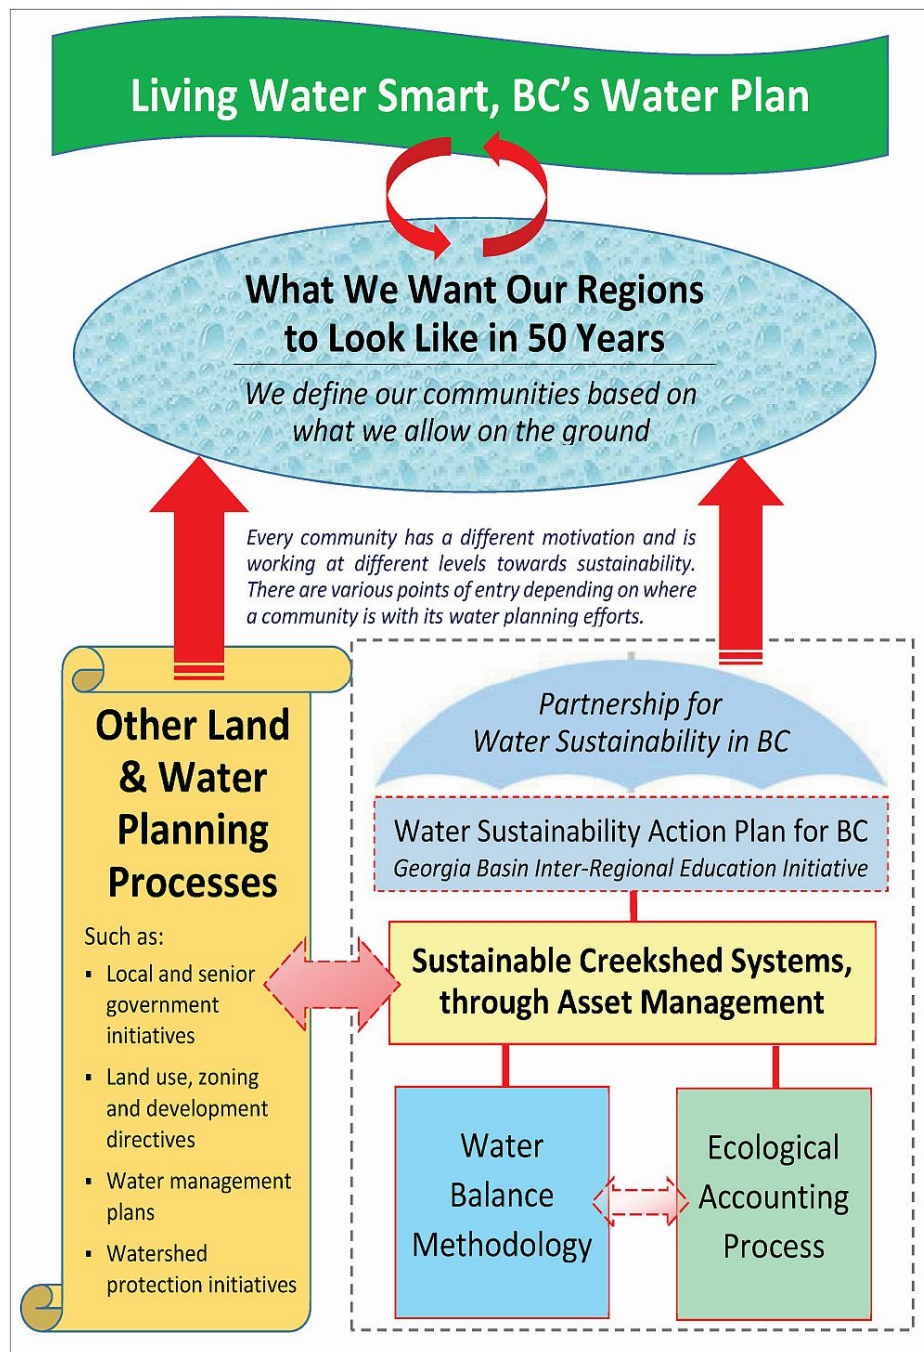 Living Water Smart, BC's Water Plan
What We Want Our Regions
to Look Like in 50 Years
We define our communities based on
what we allow on the ground
Every community has a different motivation and is
working at different levels towards sustainability.
There are various points of entry depending on where
a community is with its water planning efforts.
Other Land
& Water
Planning
Processes
Such as:
▪ Local and senior
government
initiatives
▪ Land use, zoning
and development
directives
▪ Water management
plans
▪ Watershed
protection initiatives
Partnership for
Water Sustainability in BC
Water Sustainability Action Plan for BC
Georgia Basin Inter-Regional Education Initiative
Sustainable Creekshed Systems,
through Asset Management
Water
Balance
Methodology
Ecological
Accounting
Process